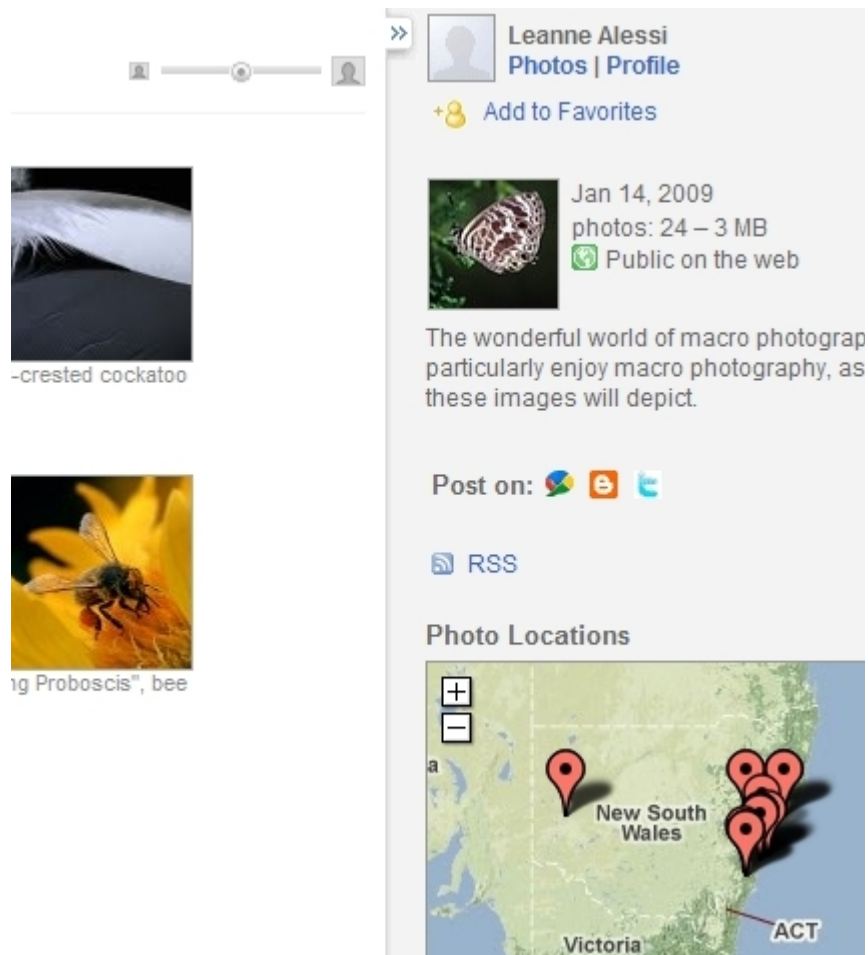 Leanne Alessi
Photos | Profile
Add to Favorites
Jan 14, 2009
photos: 24 – 3 MB
Public on the web
The wonderful world of macro photograp
particularly enjoy macro photography, as
these images will depict.
-crested cockatoo
Post on:
RSS
ng Proboscis", bee
Photo Locations
a
New South
Wales
ACT
Victoria